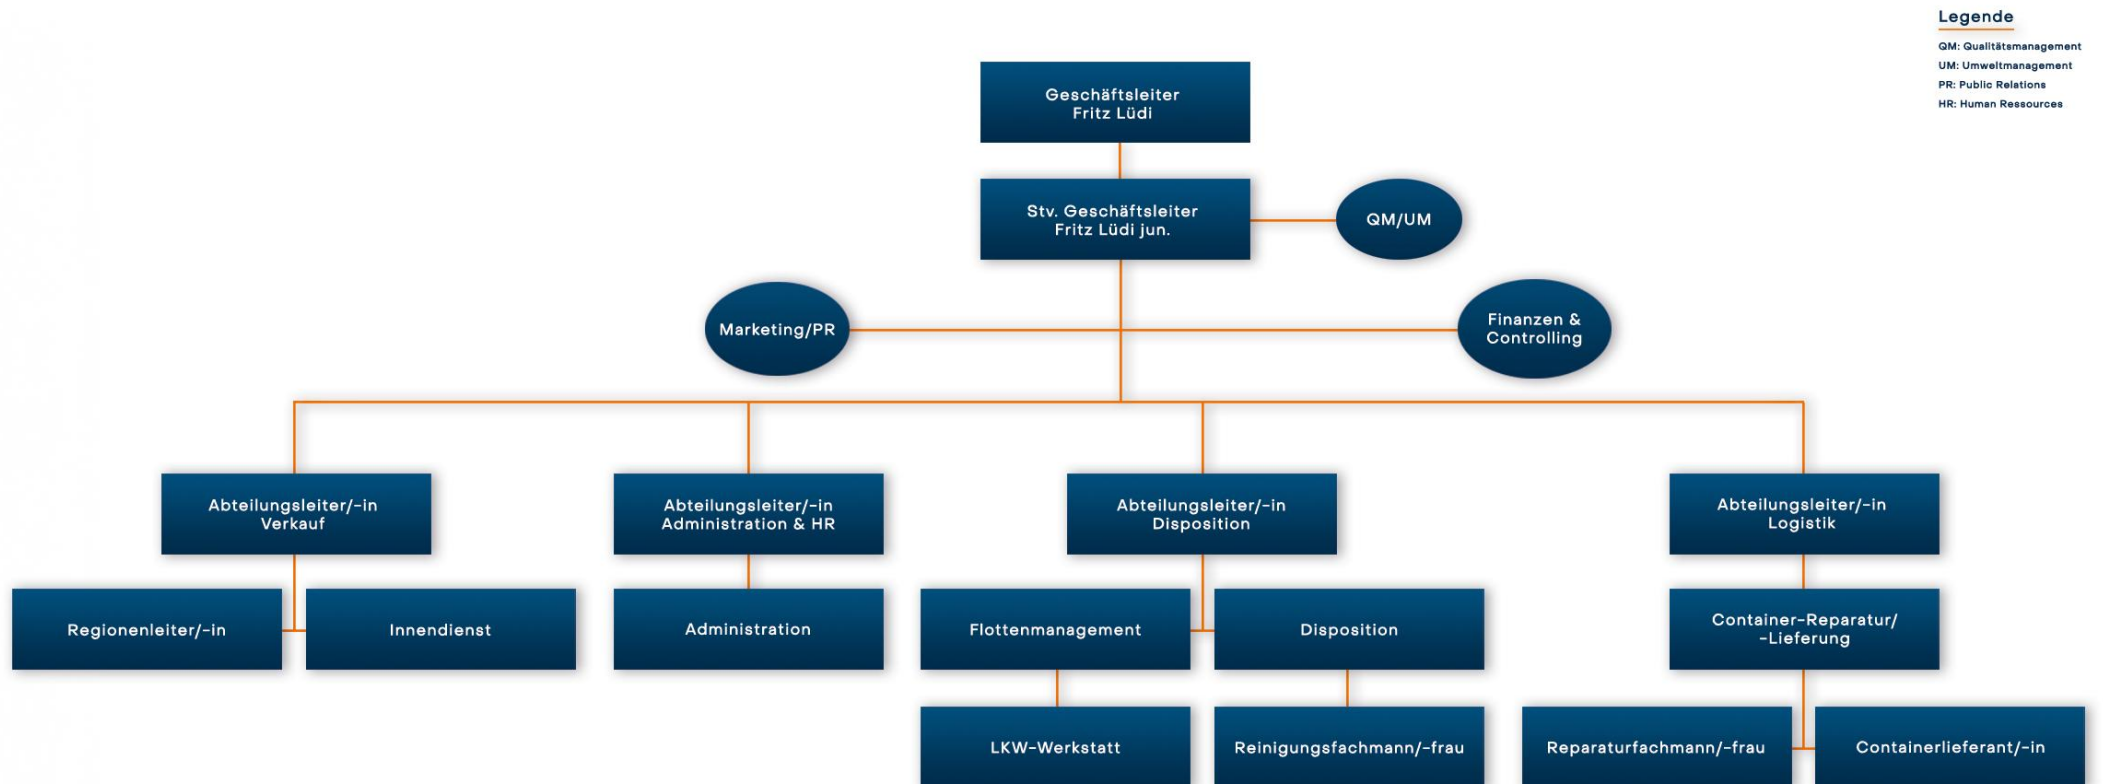 Legende
QM: Qualitätsmanagement
UM: Umweltmanagement
PR: Public Relations
HR: Human Ressources
Geschäftsleiter
Fritz Lüdi
Stv. Geschäftsleiter
Fritz Lüdi jun.
QM/UM
Marketing/PR
Finanzen &
Controlling
Abteilungsleiter/-in
Verkauf
Abteilungsleiter/-in
Administration & HR
Abteilungsleiter/-in
Disposition
Abteilungsleiter/-in
Logistik
Regionenleiter/-in
Innendienst
Administration
Flottenmanagement
Disposition
Container-Reparatur/
-Lieferung
LKW-Werkstatt
Reinigungsfachmann/-frau
Reparaturfachmann/-frau
Containerlieferant/-in